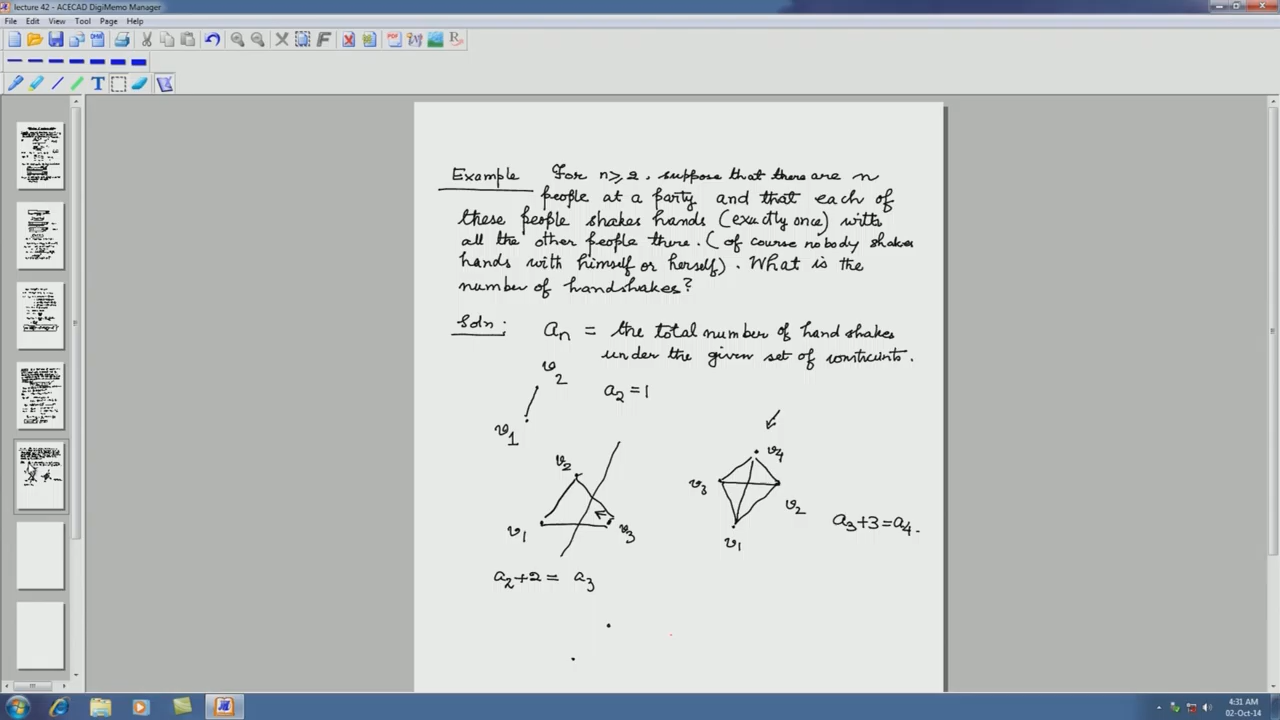 lecture 42 - ACECAD DigiMemo Manager
File Edit View Tool Page Help
Example For n≥2, suppose that there are n
people at a party and that each of
these people shakes hands (exactly once) with
all the other people there. (of course nobody shakes
hands with himself or herself). What is the
number of handshakes?
Soln: aₙ = the total number of hand shakes
under the given set of constraints.
v₂
a₂ = 1
v₁
v₂
v₄
v₃
v₁
v₃
v₂
a₃+3=a₄.
v₁
a₂+2 = a₃
4:31 AM
02-Oct-14